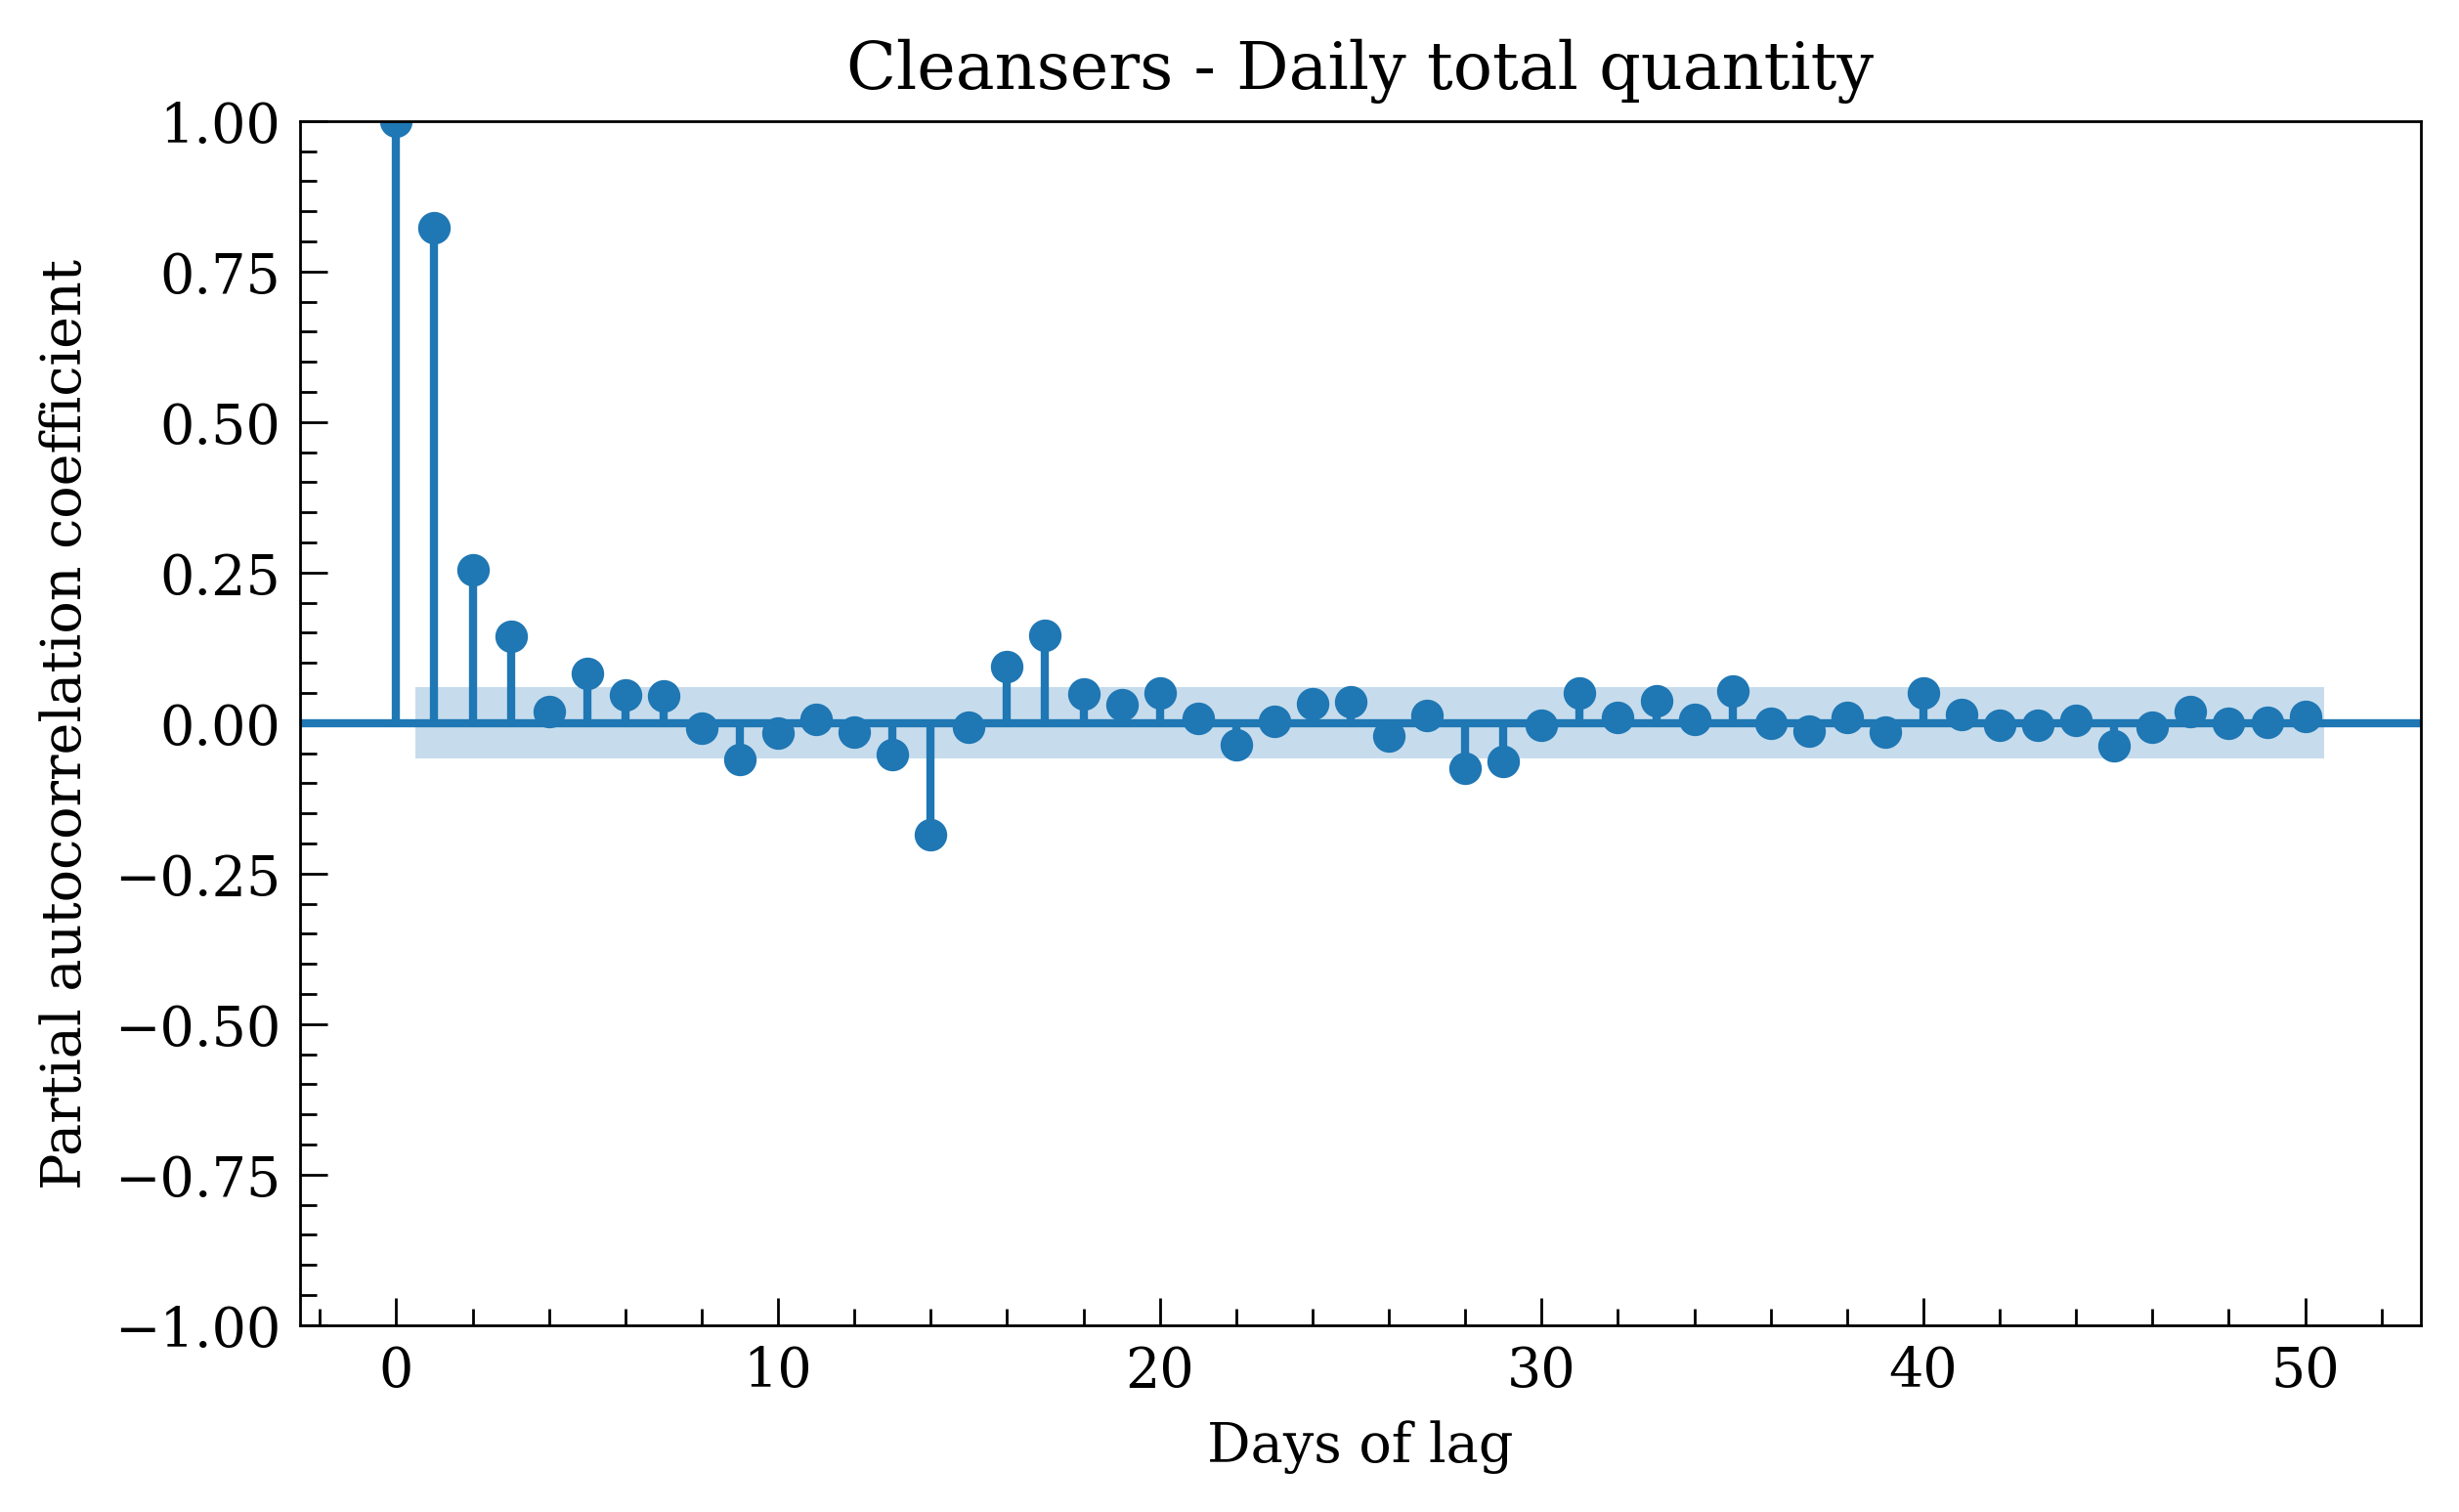 Cleansers - Daily total quantity
Partial autocorrelation coefficient
1.00
0.75
0.50
0.25
0.00
−0.25
−0.50
−0.75
−1.00
0 10 20 30 40 50
Days of lag